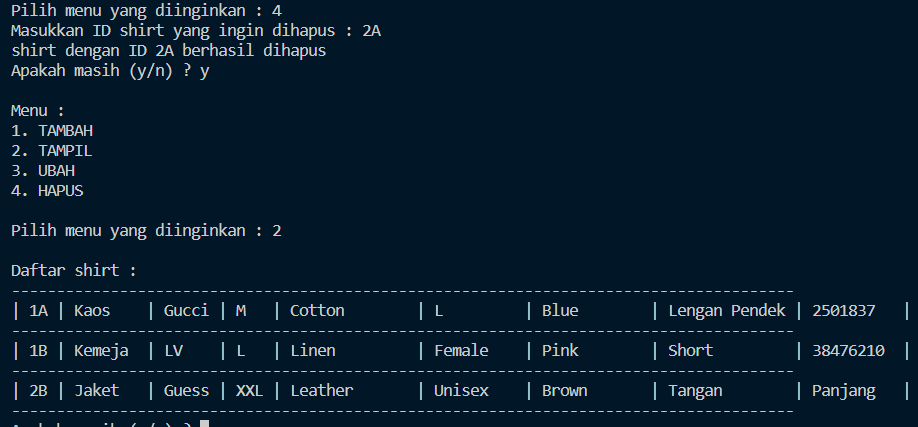 Pilih menu yang diinginkan : 4
Masukkan ID shirt yang ingin dihapus : 2A
shirt dengan ID 2A berhasil dihapus
Apakah masih (y/n) ? y
Menu :
1. TAMBAH
2. TAMPIL
3. UBAH
4. HAPUS
Pilih menu yang diinginkan : 2
Daftar shirt :
---------------------------------------------------------------------------------------
| 1A | Kaos    | Gucci | M   | Cotton        | L         | Blue        | Lengan Pendek | 2501837   |
---------------------------------------------------------------------------------------
| 1B | Kemeja  | LV    | L   | Linen         | Female    | Pink        | Short         | 38476210  |
---------------------------------------------------------------------------------------
| 2B | Jaket   | Guess | XXL | Leather       | Unisex    | Brown       | Tangan        | Panjang   |
---------------------------------------------------------------------------------------